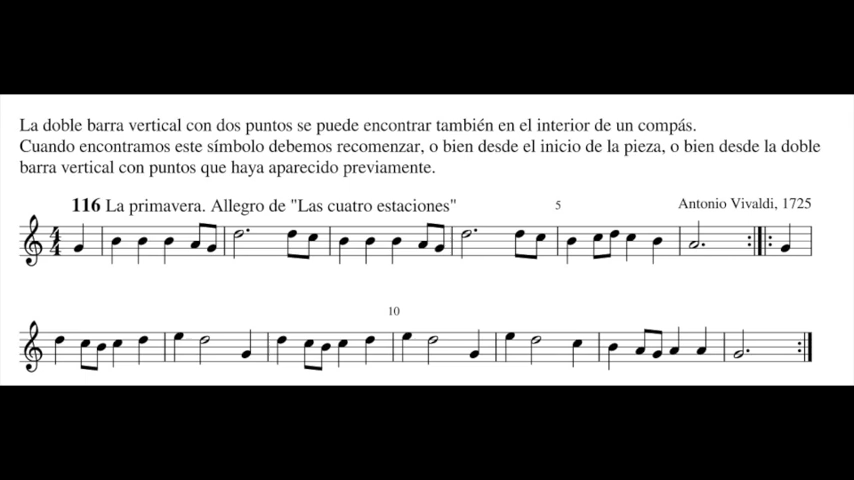 La doble barra vertical con dos puntos se puede encontrar también en el interior de un compás.
Cuando encontramos este símbolo debemos recomenzar, o bien desde el inicio de la pieza, o bien desde la doble
barra vertical con puntos que haya aparecido previamente.
116 La primavera. Allegro de "Las cuatro estaciones"
5
Antonio Vivaldi, 1725
4
4
10